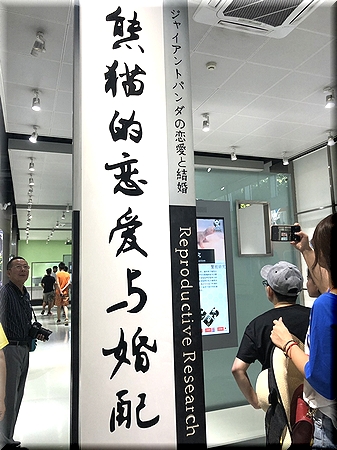 熊猫的恋爱与婚配
ジャイアントパンダの恋愛と結婚
Reproductive Research